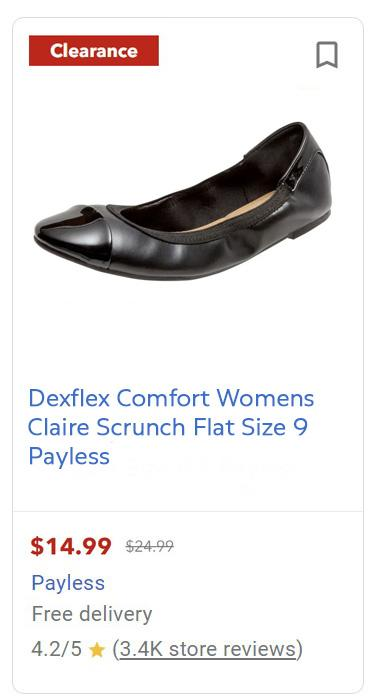 Clearance
Dexflex Comfort Womens
Claire Scrunch Flat Size 9
Payless
$14.99 $24.99
Payless
Free delivery
4.2/5 ★ (3.4K store reviews)